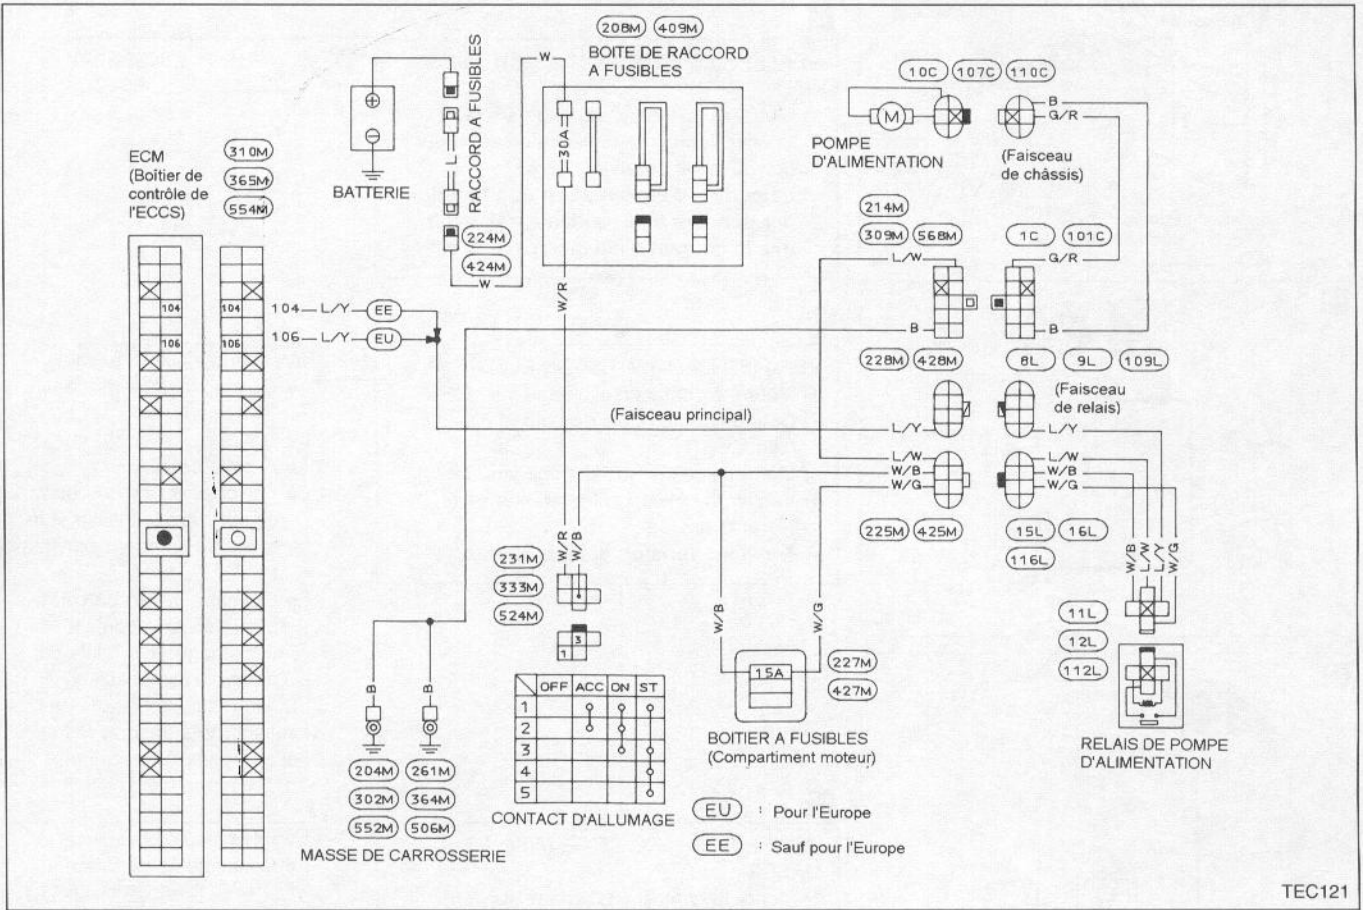 208M 409M
BOITE DE RACCORD
A FUSIBLES
RACCORD A FUSIBLES
W
30A
L
BATTERIE
224M
424M
W
W/R
ECM
(Boîtier de
contrôle de
l'ECCS)
310M
365M
554M
104 104
106 106
104 L/Y EE
106 L/Y EU
10C 107C 110C
M
POMPE
D'ALIMENTATION
B
G/R
(Faisceau
de châssis)
214M
309M 568M
1C 101C
L/W
G/R
B
B
228M 428M
8L 9L 109L
(Faisceau
de relais)
(Faisceau principal)
L/Y
L/Y
L/W
W/B
W/G
L/W
W/B
W/G
225M 425M
15L 16L
116L
W/R
W/B
231M
333M
524M
3
1
W/B
W/G
W/B
L/W
L/Y
W/G
11L
12L
112L
RELAIS DE POMPE
D'ALIMENTATION
15A
227M
427M
BOITIER A FUSIBLES
(Compartiment moteur)
OFF ACC ON ST
1
2
3
4
5
CONTACT D'ALLUMAGE
B
B
204M 261M
302M 364M
552M 506M
MASSE DE CARROSSERIE
EU : Pour l'Europe
EE : Sauf pour l'Europe
TEC121